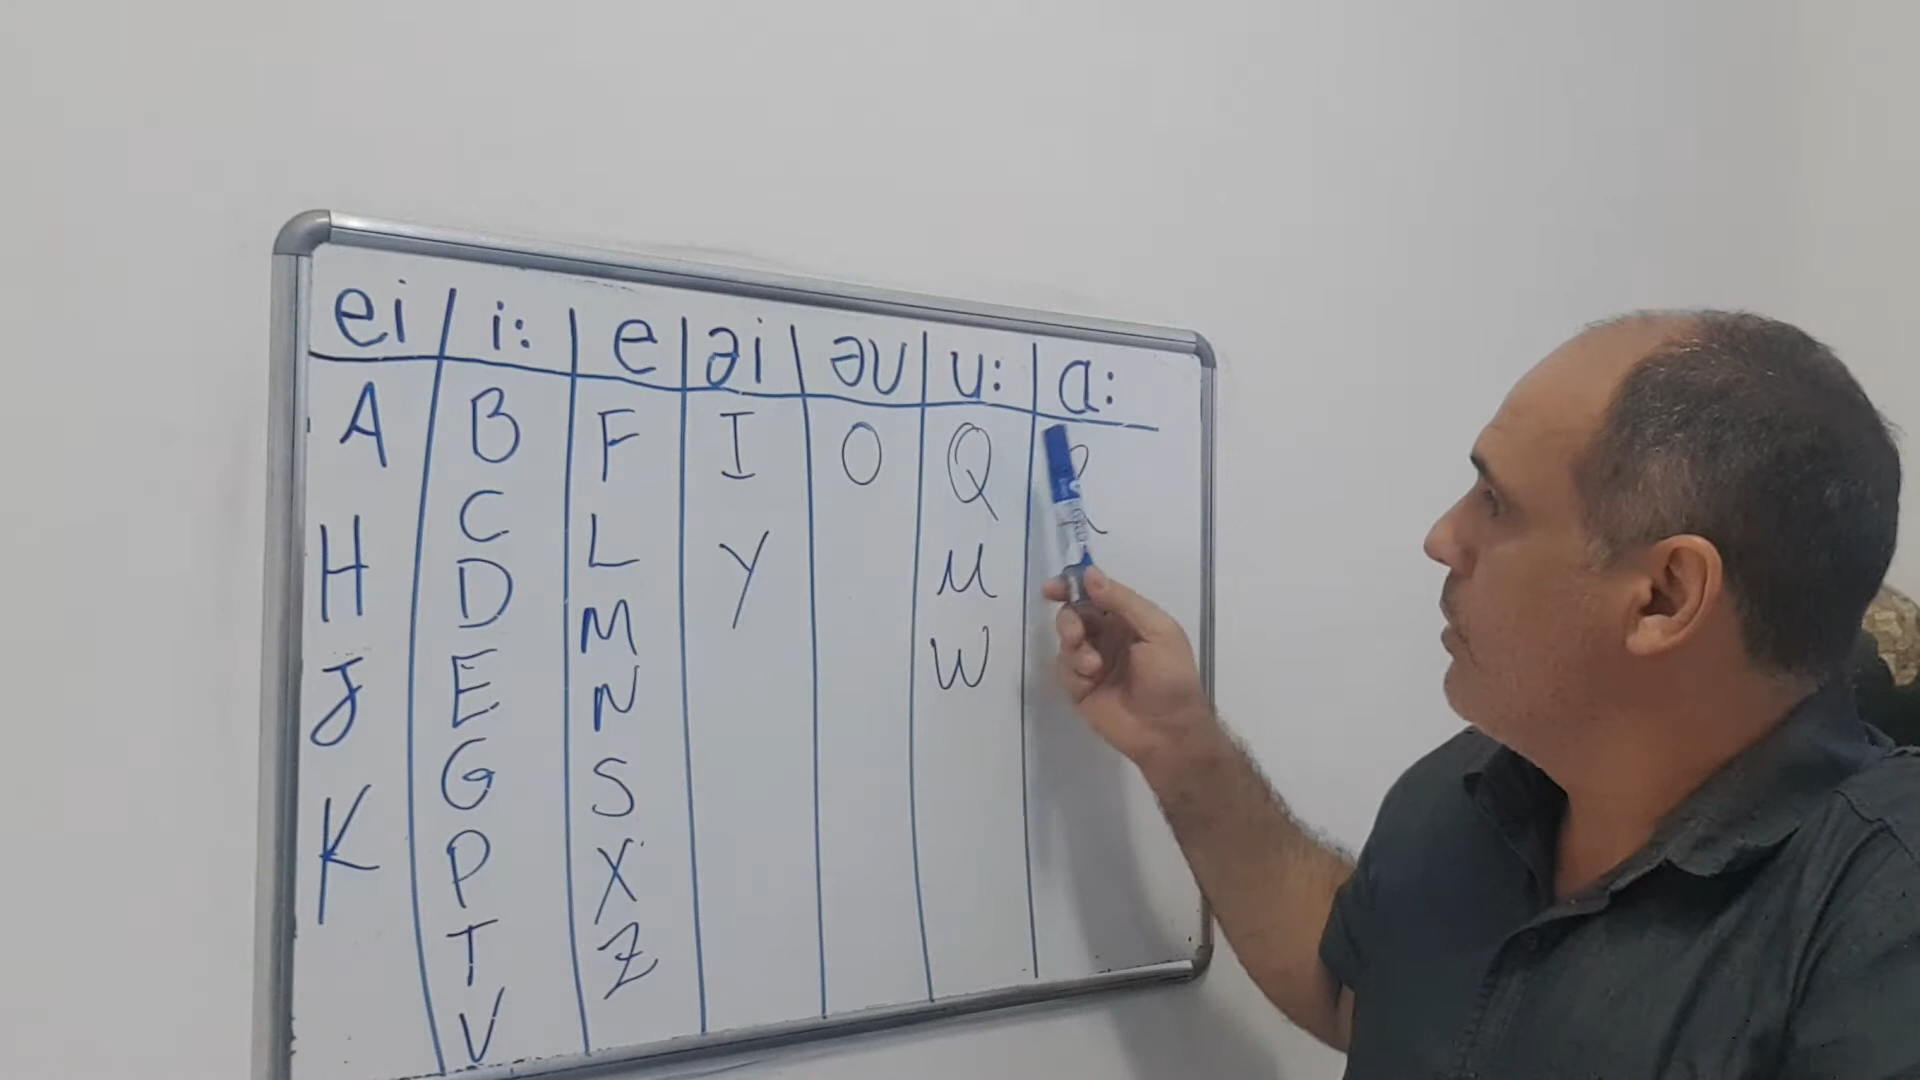 ei i: e əi əu u: a:
A B F I O Q R
C
H D L Y U
M W
J E N
G S
K P X
T Z
V